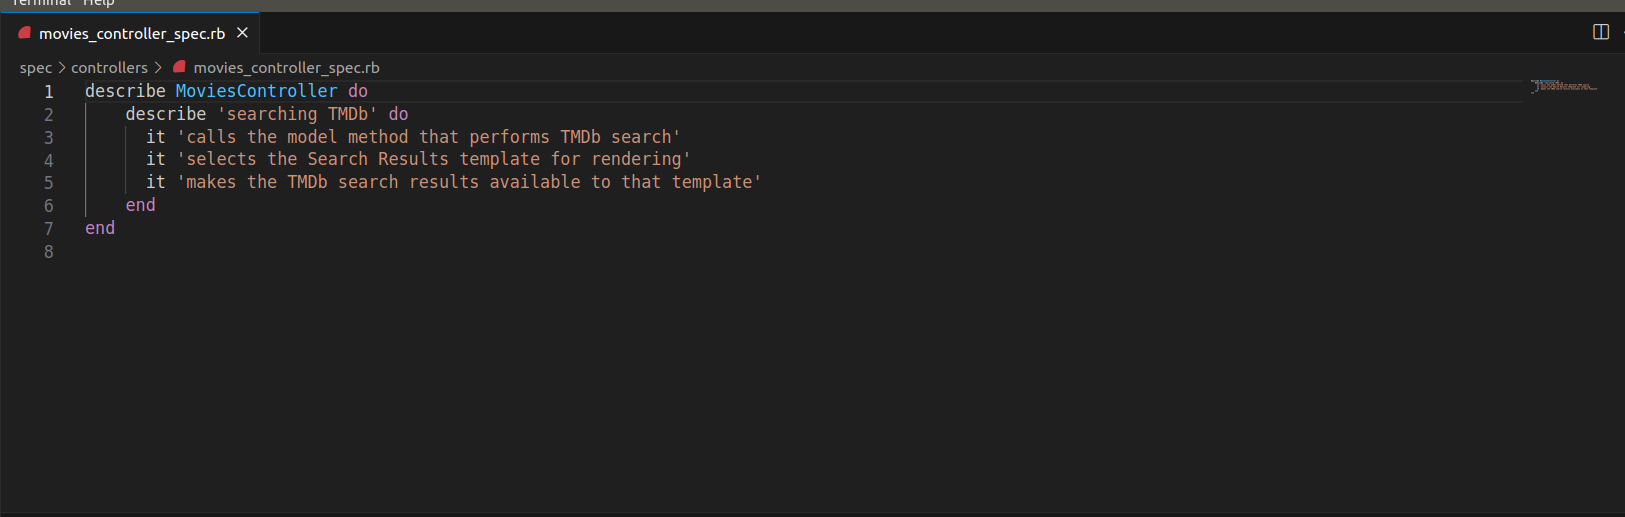 Terminal Help
movies_controller_spec.rb
spec > controllers > movies_controller_spec.rb
1 describe MoviesController do
2 describe 'searching TMDb' do
3 it 'calls the model method that performs TMDb search'
4 it 'selects the Search Results template for rendering'
5 it 'makes the TMDb search results available to that template'
6 end
7 end
8